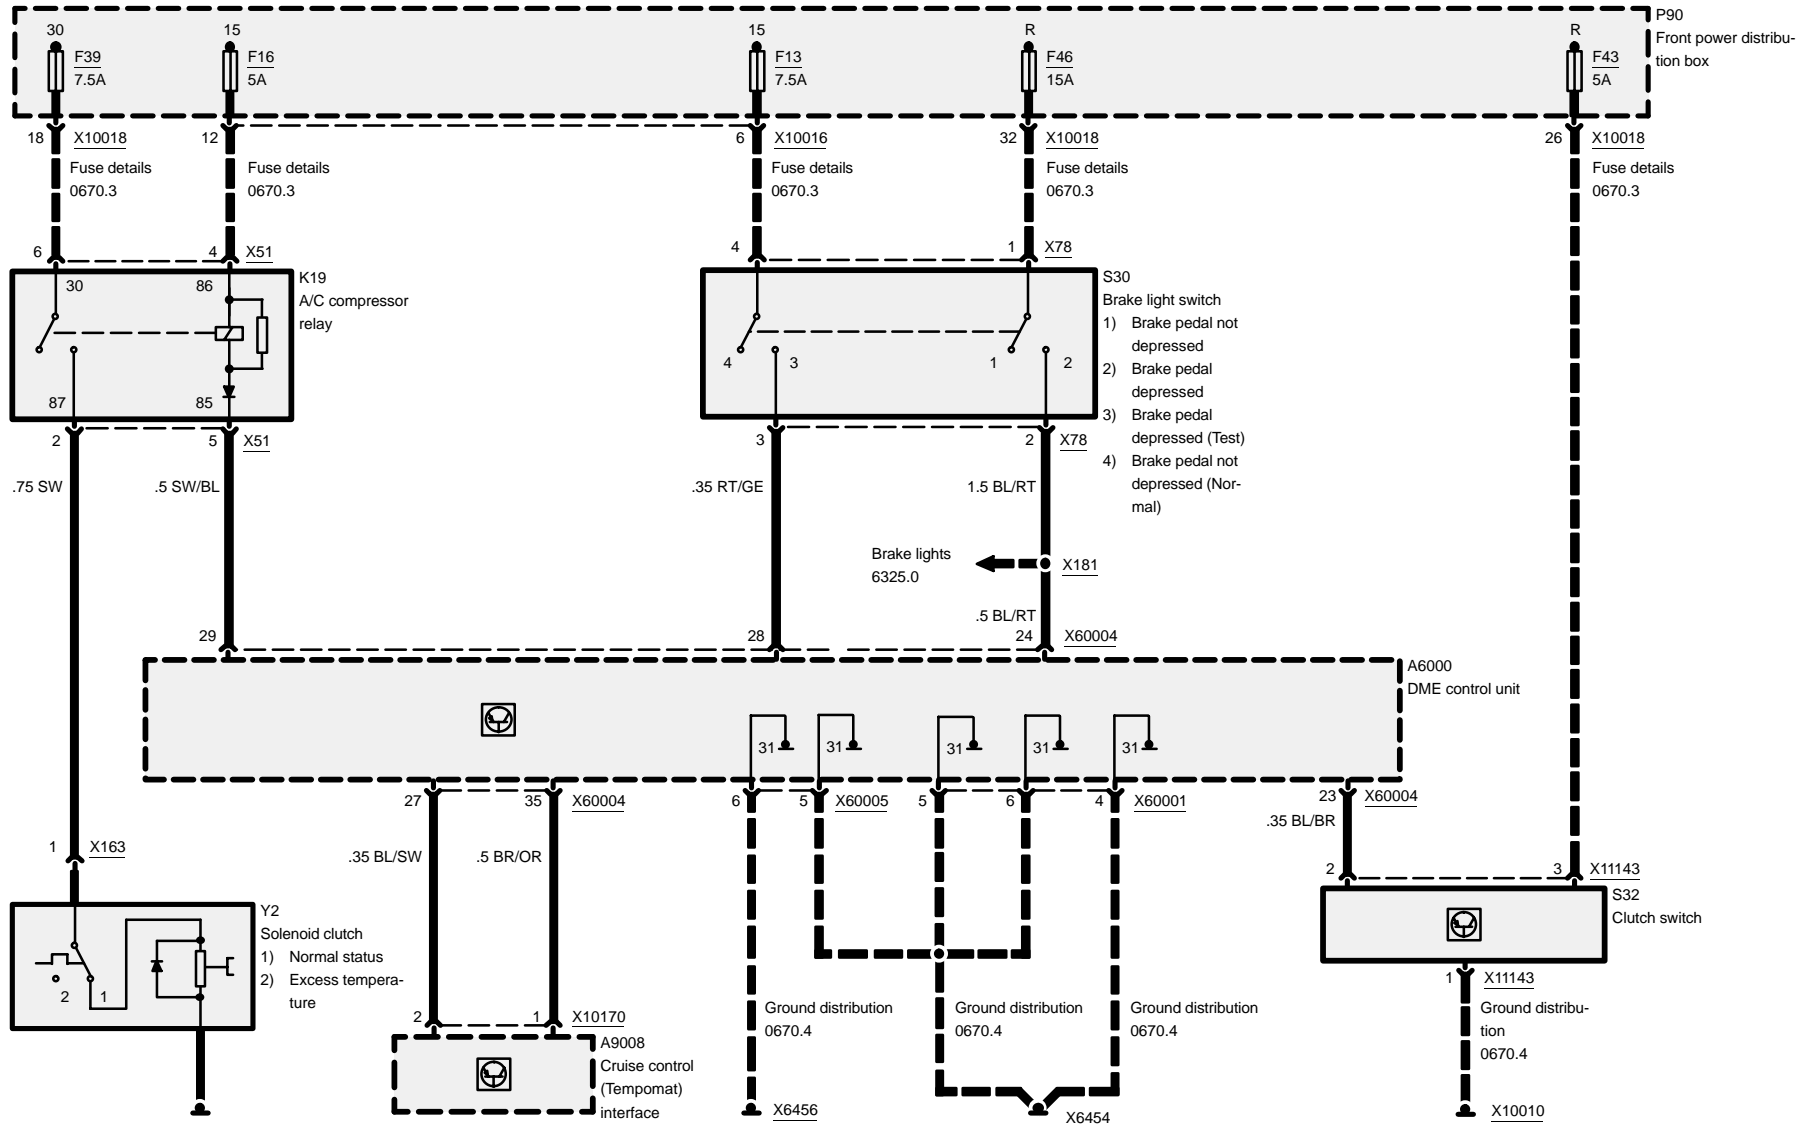 P90
Front power distribu-
tion box
30
F39
7.5A
15
F16
5A
15
F13
7.5A
R
F46
15A
R
F43
5A
18
X10018
12
6
X10016
32
X10018
26
X10018
Fuse details
0670.3
Fuse details
0670.3
Fuse details
0670.3
Fuse details
0670.3
Fuse details
0670.3
6
4
X51
4
1
X78
30
86
87
85
K19
A/C compressor
relay
4
3
1
2
S30
Brake light switch
1) Brake pedal not
depressed
2) Brake pedal
depressed
3) Brake pedal
depressed (Test)
4) Brake pedal not
depressed (Nor-
mal)
2
5
X51
3
2
X78
.75 SW
.5 SW/BL
.35 RT/GE
1.5 BL/RT
Brake lights
6325.0
X181
.5 BL/RT
29
28
24
X60004
A6000
DME control unit
31
31
31
31
31
27
35
X60004
6
5
X60005
5
6
4
X60001
23
X60004
.35 BL/BR
1
X163
.35 BL/SW
.5 BR/OR
2
3
X11143
S32
Clutch switch
Y2
Solenoid clutch
1) Normal status
2) Excess tempera-
ture
2
1
1
X11143
Ground distribution
0670.4
Ground distribution
0670.4
Ground distribution
0670.4
Ground distribu-
tion
0670.4
2
1
X10170
A9008
Cruise control
(Tempomat)
interface
X6456
X6454
X10010